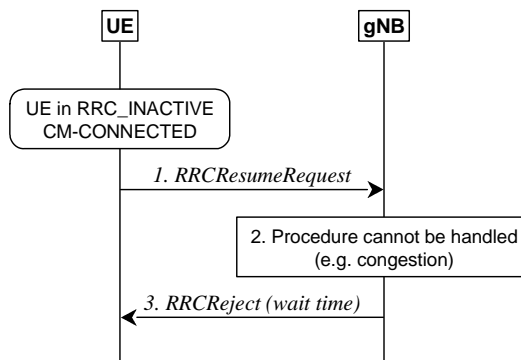 UE
gNB
UE in RRC_INACTIVE
CM-CONNECTED
1. RRCResumeRequest
2. Procedure cannot be handled
(e.g. congestion)
3. RRCReject (wait time)